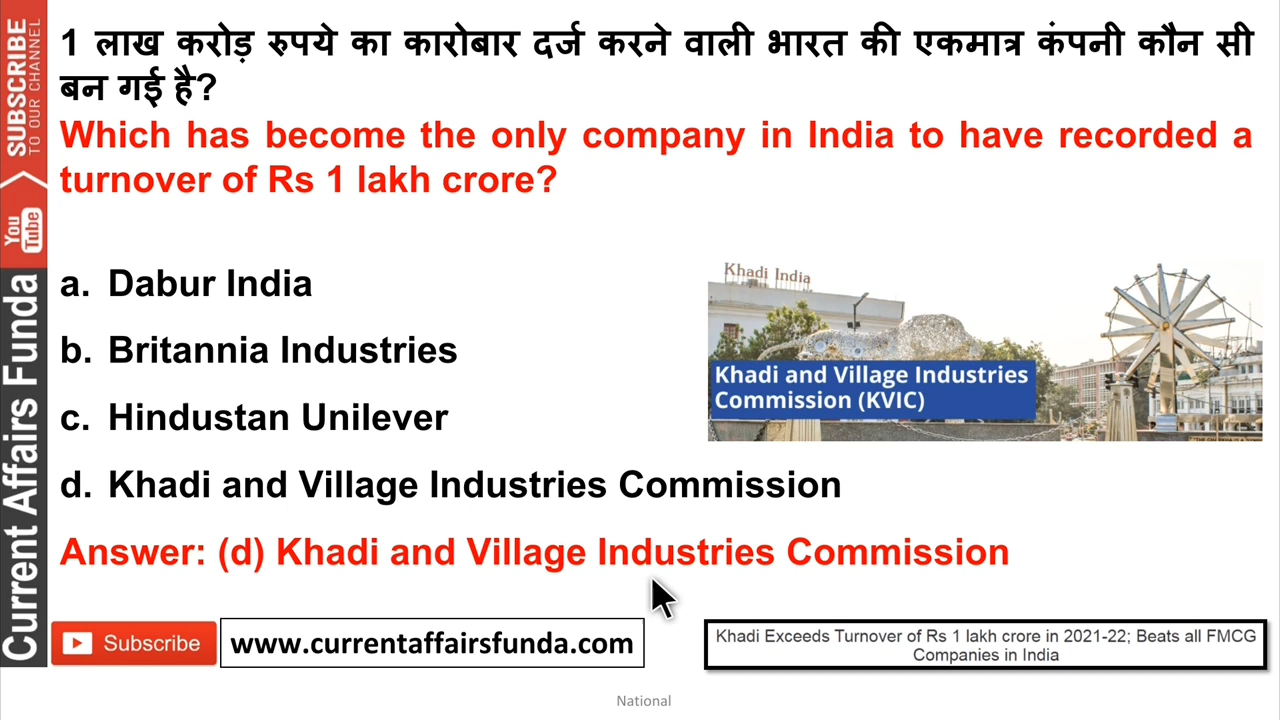 1 लाख करोड़ रुपये का कारोबार दर्ज करने वाली भारत की एकमात्र कंपनी कौन सी
बन गई है?
Which has become the only company in India to have recorded a
turnover of Rs 1 lakh crore?
a. Dabur India
b. Britannia Industries
c. Hindustan Unilever
d. Khadi and Village Industries Commission
Khadi India
Khadi and Village Industries
Commission (KVIC)
Answer: (d) Khadi and Village Industries Commission
Subscribe
www.currentaffairsfunda.com
Khadi Exceeds Turnover of Rs 1 lakh crore in 2021-22; Beats all FMCG
Companies in India
National
SUBSCRIBE
TO OUR CHANNEL
You
Tube
Current Affairs Funda